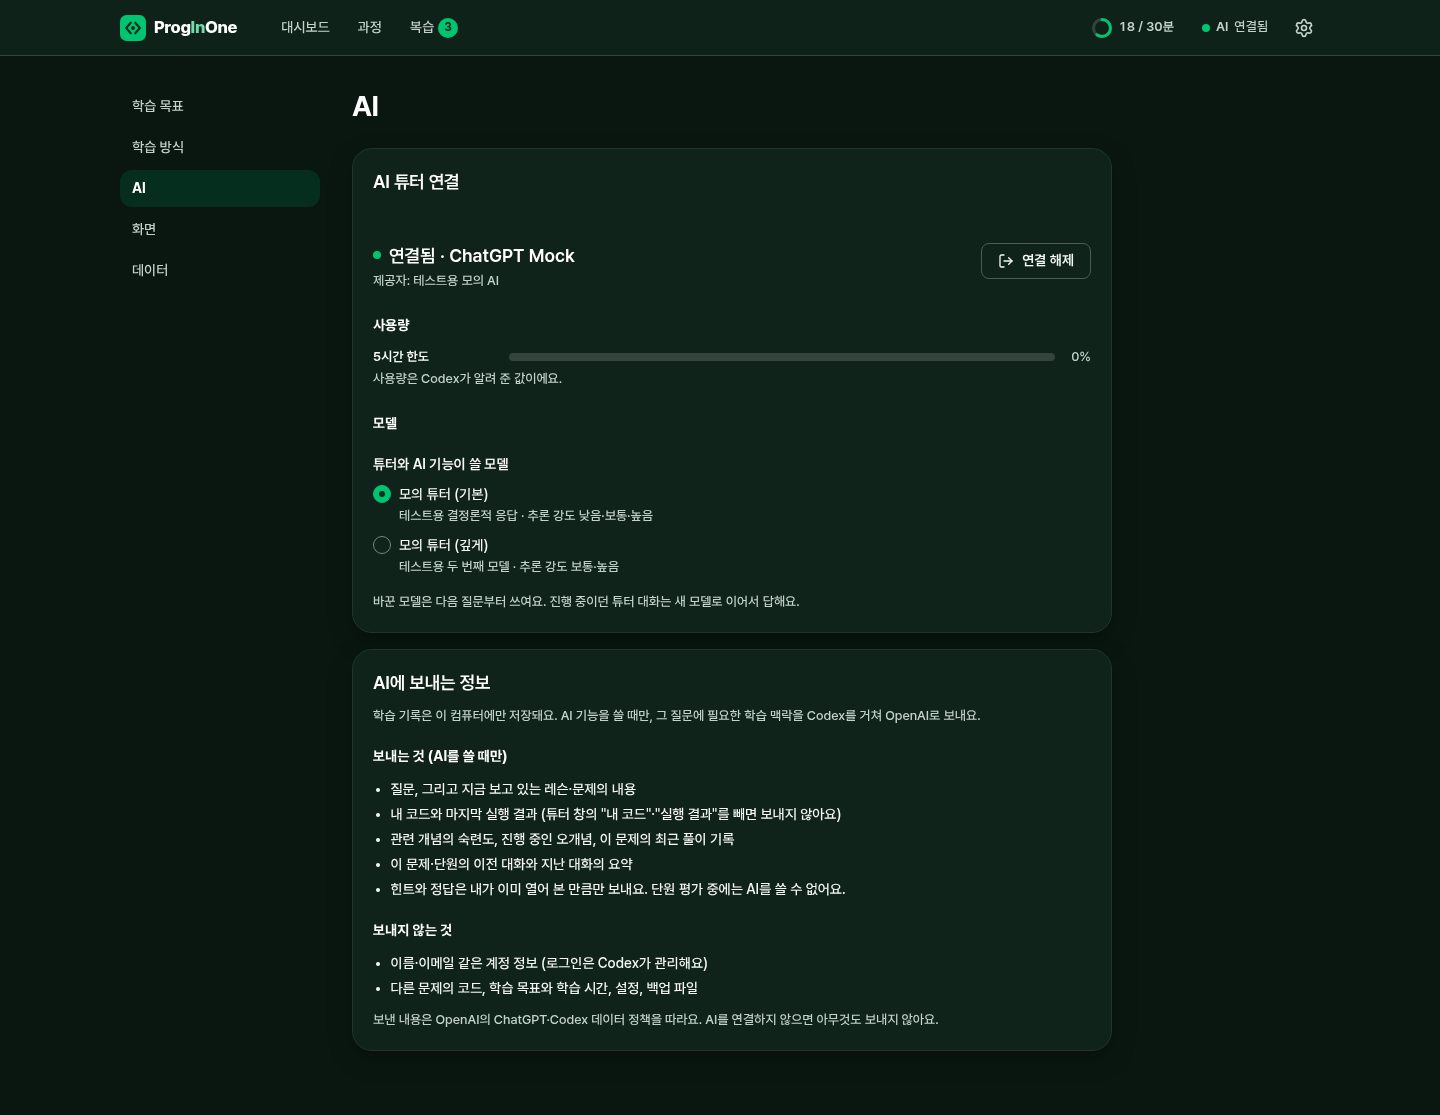 ProgInOne
대시보드
과정
복습 3
18 / 30분
AI 연결됨
학습 목표
학습 방식
AI
화면
데이터
AI
AI 튜터 연결
연결됨 · ChatGPT Mock
연결 해제
제공자: 테스트용 모의 AI
사용량
5시간 한도
0%
사용량은 Codex가 알려 준 값이에요.
모델
튜터와 AI 기능이 쓸 모델
모의 튜터 (기본)
테스트용 결정론적 응답 · 추론 강도 낮음·보통·높음
모의 튜터 (깊게)
테스트용 두 번째 모델 · 추론 강도 보통·높음
바꾼 모델은 다음 질문부터 쓰여요. 진행 중이던 튜터 대화는 새 모델로 이어서 답해요.
AI에 보내는 정보
학습 기록은 이 컴퓨터에만 저장돼요. AI 기능을 쓸 때만, 그 질문에 필요한 학습 맥락을 Codex를 거쳐 OpenAI로 보내요.
보내는 것 (AI를 쓸 때만)
• 질문, 그리고 지금 보고 있는 레슨·문제의 내용
• 내 코드와 마지막 실행 결과 (튜터 창의 "내 코드"·"실행 결과"를 빼면 보내지 않아요)
• 관련 개념의 숙련도, 진행 중인 오개념, 이 문제의 최근 풀이 기록
• 이 문제·단원의 이전 대화와 지난 대화의 요약
• 힌트와 정답은 내가 이미 열어 본 만큼만 보내요. 단원 평가 중에는 AI를 쓸 수 없어요.
보내지 않는 것
• 이름·이메일 같은 계정 정보 (로그인은 Codex가 관리해요)
• 다른 문제의 코드, 학습 목표와 학습 시간, 설정, 백업 파일
보낸 내용은 OpenAI의 ChatGPT·Codex 데이터 정책을 따라요. AI를 연결하지 않으면 아무것도 보내지 않아요.